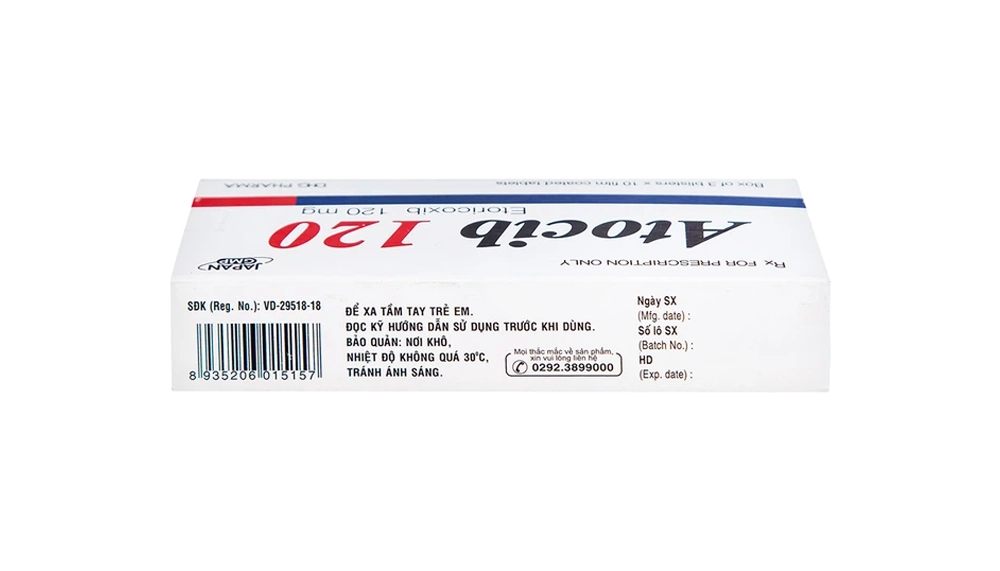 Box of 3 blisters x 10 film coated tablets
DHG PHARMA
Etoricoxib 120 mg
Atocib 120
Rx FOR PRESCRIPTION ONLY
JAPAN
GMP
SĐK (Reg. No.): VD-29518-18
8 935206 015157
ĐỂ XA TẦM TAY TRẺ EM.
ĐỌC KỸ HƯỚNG DẪN SỬ DỤNG TRƯỚC KHI DÙNG.
BẢO QUẢN: NƠI KHÔ,
NHIỆT ĐỘ KHÔNG QUÁ 30⁰C,
TRÁNH ÁNH SÁNG.
Mọi thắc mắc về sản phẩm,
xin vui lòng liên hệ
0292.3899000
Ngày SX
(Mfg. date) :
Số lô SX
(Batch No.) :
HD
(Exp. date) :